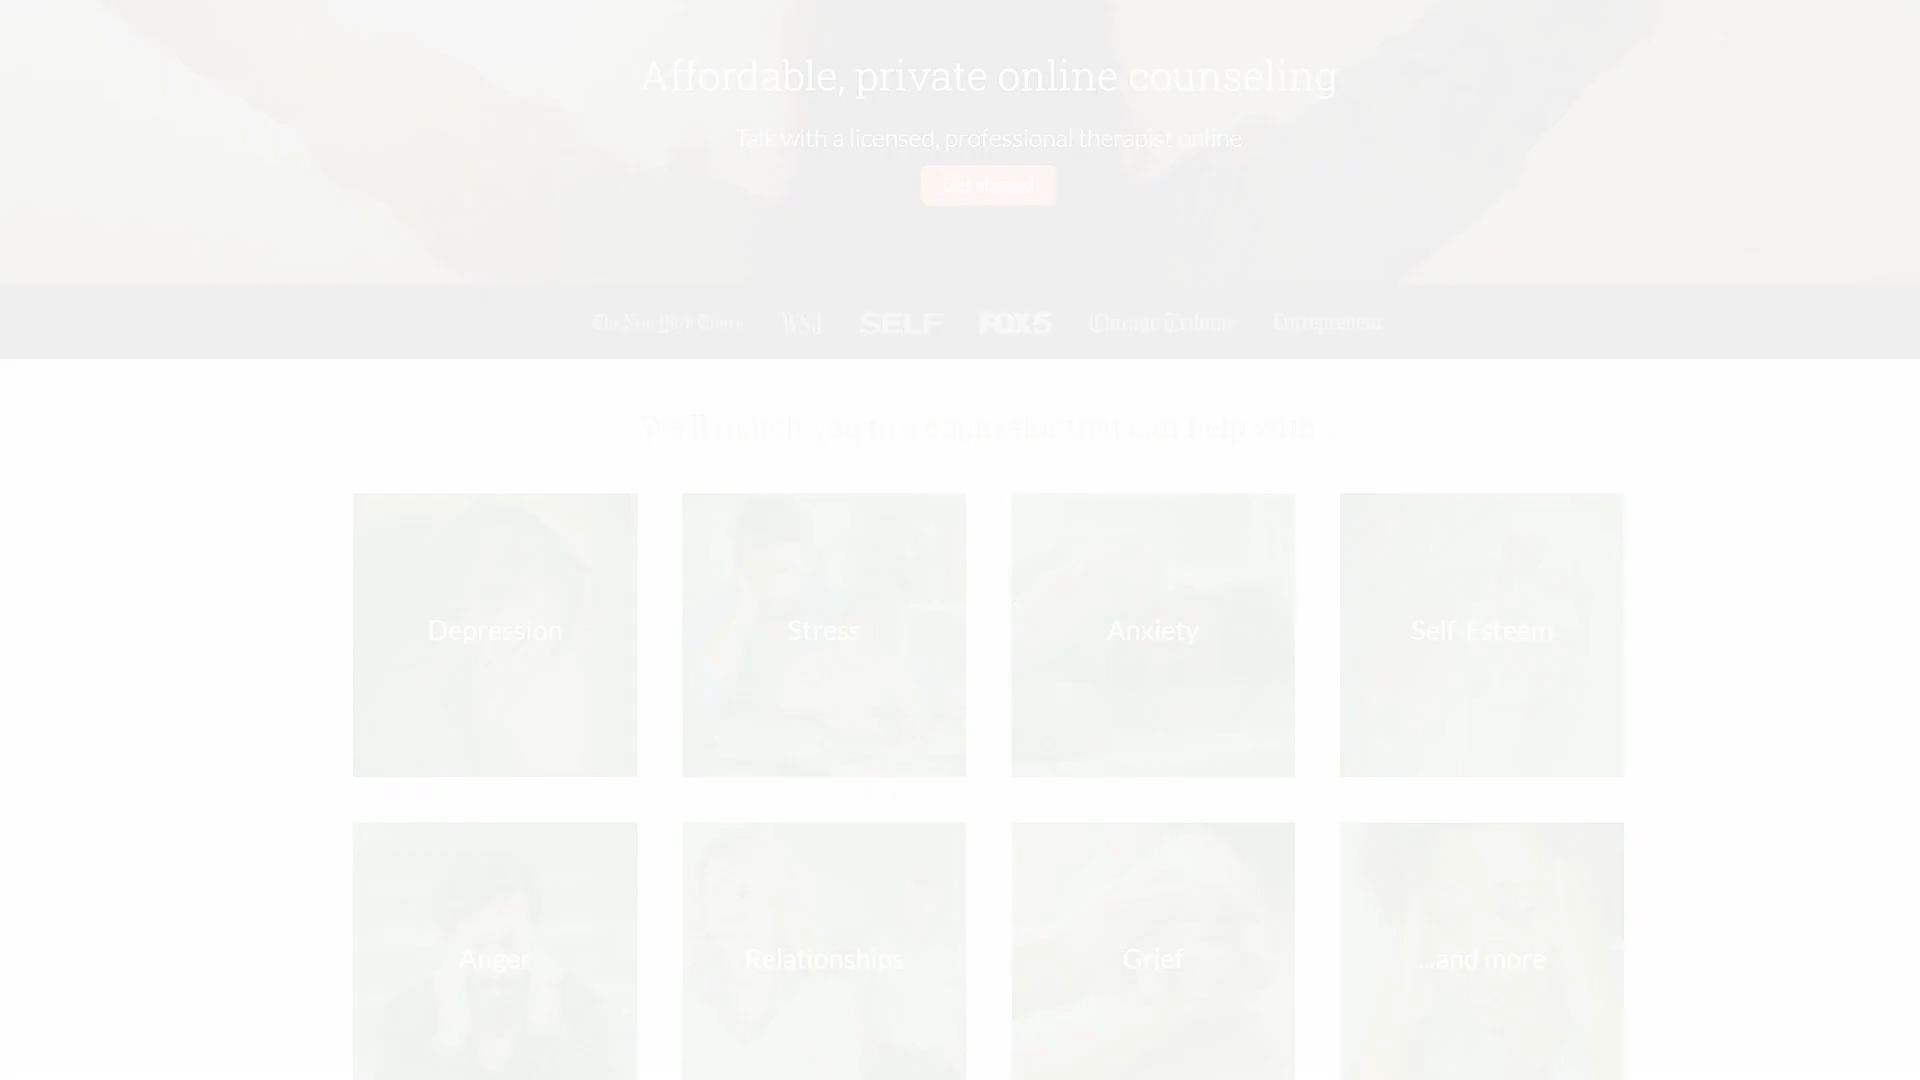 Affordable, private online counseling
Talk with a licensed, professional therapist online
Get started
The New York Times WSJ SELF FOX5 Chicago Tribune Entrepreneur
We'll match you to a counselor that can help with...
Depression Stress Anxiety Self-Esteem
Anger Relationships Grief ...and more